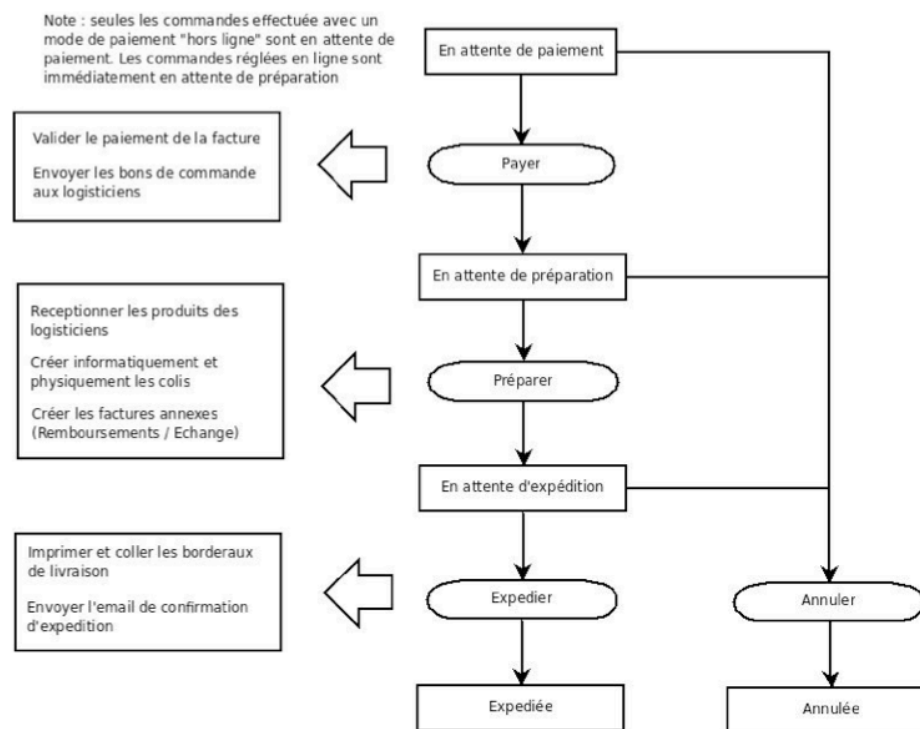 Note : seules les commandes effectuée avec un
mode de paiement "hors ligne" sont en attente de
paiement. Les commandes réglées en ligne sont
immédiatement en attente de préparation
En attente de paiement
Valider le paiement de la facture
Envoyer les bons de commande
aux logisticiens
Payer
En attente de préparation
Receptionner les produits des
logisticiens
Créer informatiquement et
physiquement les colis
Créer les factures annexes
(Remboursements / Echange)
Préparer
En attente d'expédition
Imprimer et coller les borderaux
de livraison
Envoyer l'email de confirmation
d'expedition
Expedier
Annuler
Expediée
Annulée